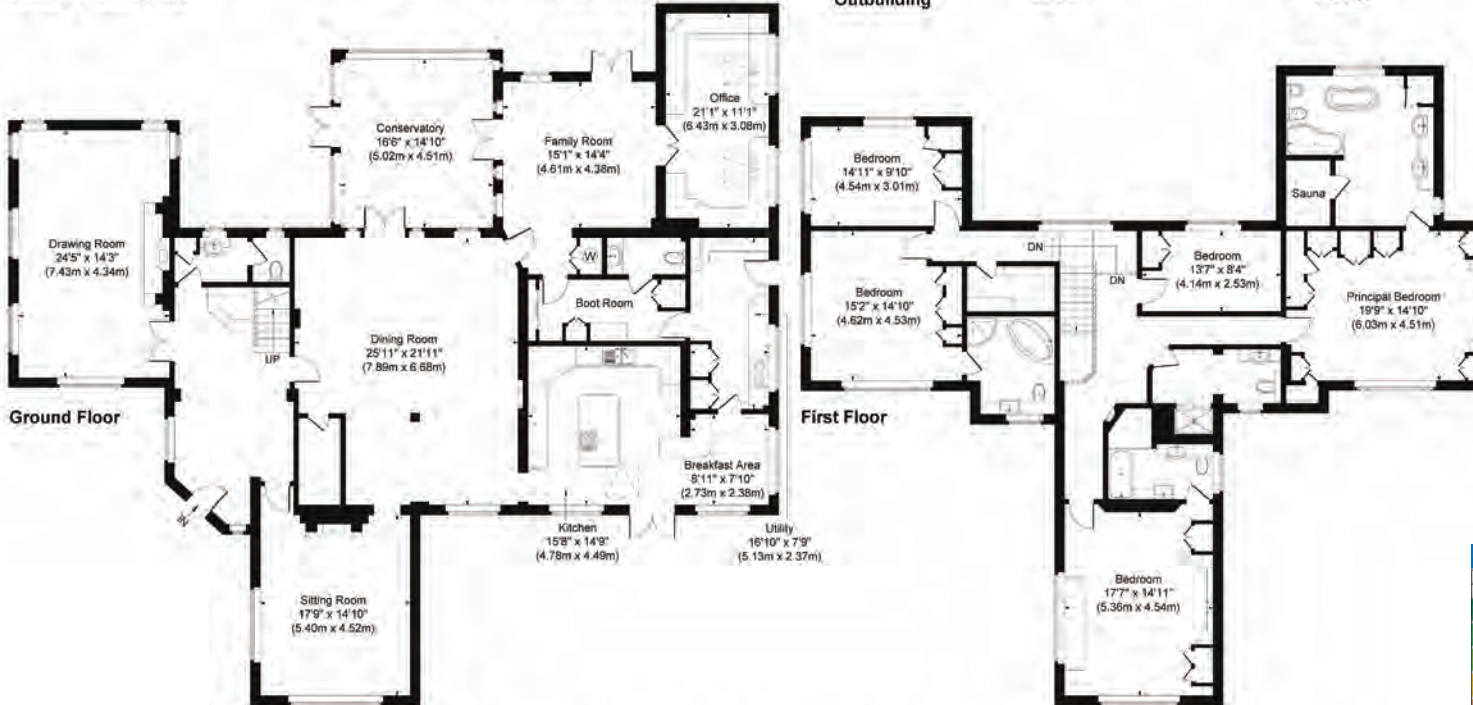 Outbuilding
Office
21'1" x 11'1"
(6.43m x 3.08m)
Conservatory
16'6" x 14'10"
(5.02m x 4.51m)
Family Room
15'1" x 14'4"
(4.61m x 4.38m)
Drawing Room
24'5" x 14'3"
(7.43m x 4.34m)
W
Boot Room
UP
Dining Room
25'11" x 21'11"
(7.89m x 6.68m)
Ground Floor
Breakfast Area
8'11" x 7'10"
(2.73m x 2.38m)
IN
Kitchen
15'8" x 14'9"
(4.78m x 4.49m)
Utility
16'10" x 7'9"
(5.13m x 2.37m)
Sitting Room
17'9" x 14'10"
(5.40m x 4.52m)
Bedroom
14'11" x 9'10"
(4.54m x 3.01m)
Sauna
DN
DN
Bedroom
13'7" x 8'4"
(4.14m x 2.53m)
Bedroom
15'2" x 14'10"
(4.62m x 4.53m)
Principal Bedroom
19'9" x 14'10"
(6.03m x 4.51m)
First Floor
Bedroom
17'7" x 14'11"
(5.36m x 4.54m)